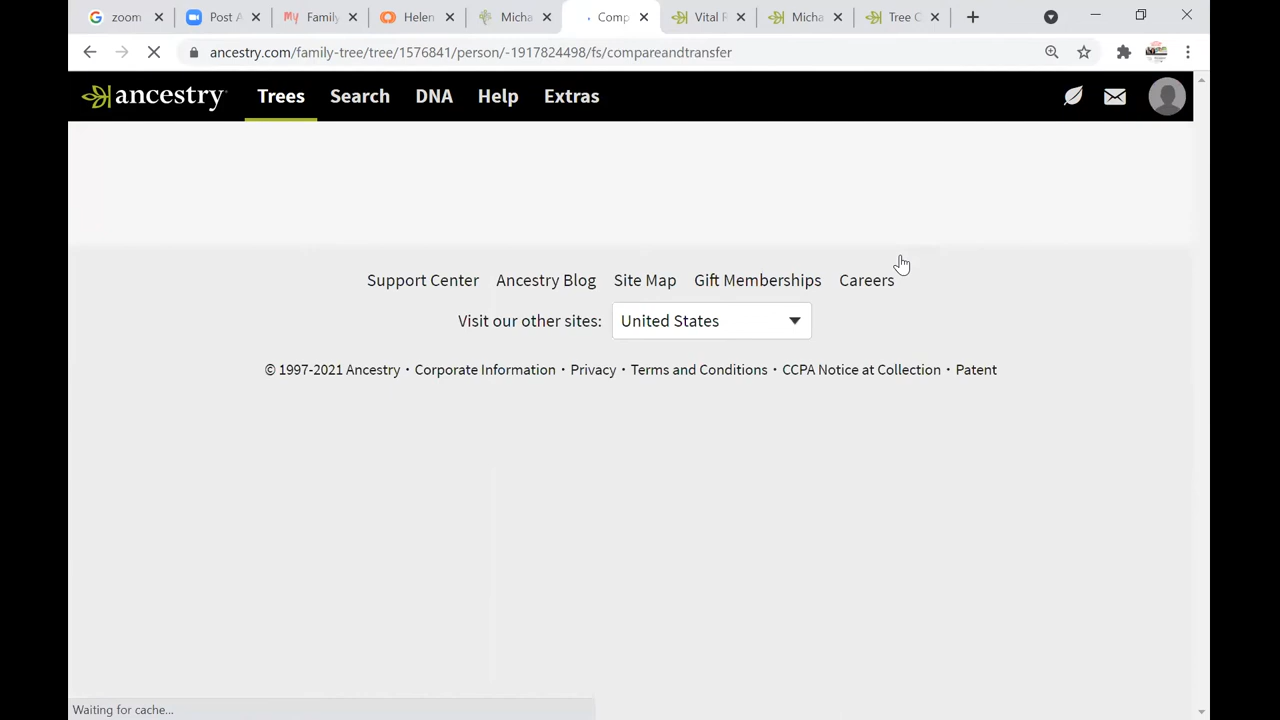 zoom
Post A
My Family
Helen
Micha
Comp
Vital F
Micha
Tree C
ancestry.com/family-tree/tree/1576841/person/-1917824498/fs/compareandtransfer
ancestry Trees Search DNA Help Extras
Support Center Ancestry Blog Site Map Gift Memberships Careers
Visit our other sites: United States
© 1997-2021 Ancestry · Corporate Information · Privacy · Terms and Conditions · CCPA Notice at Collection · Patent
Waiting for cache...